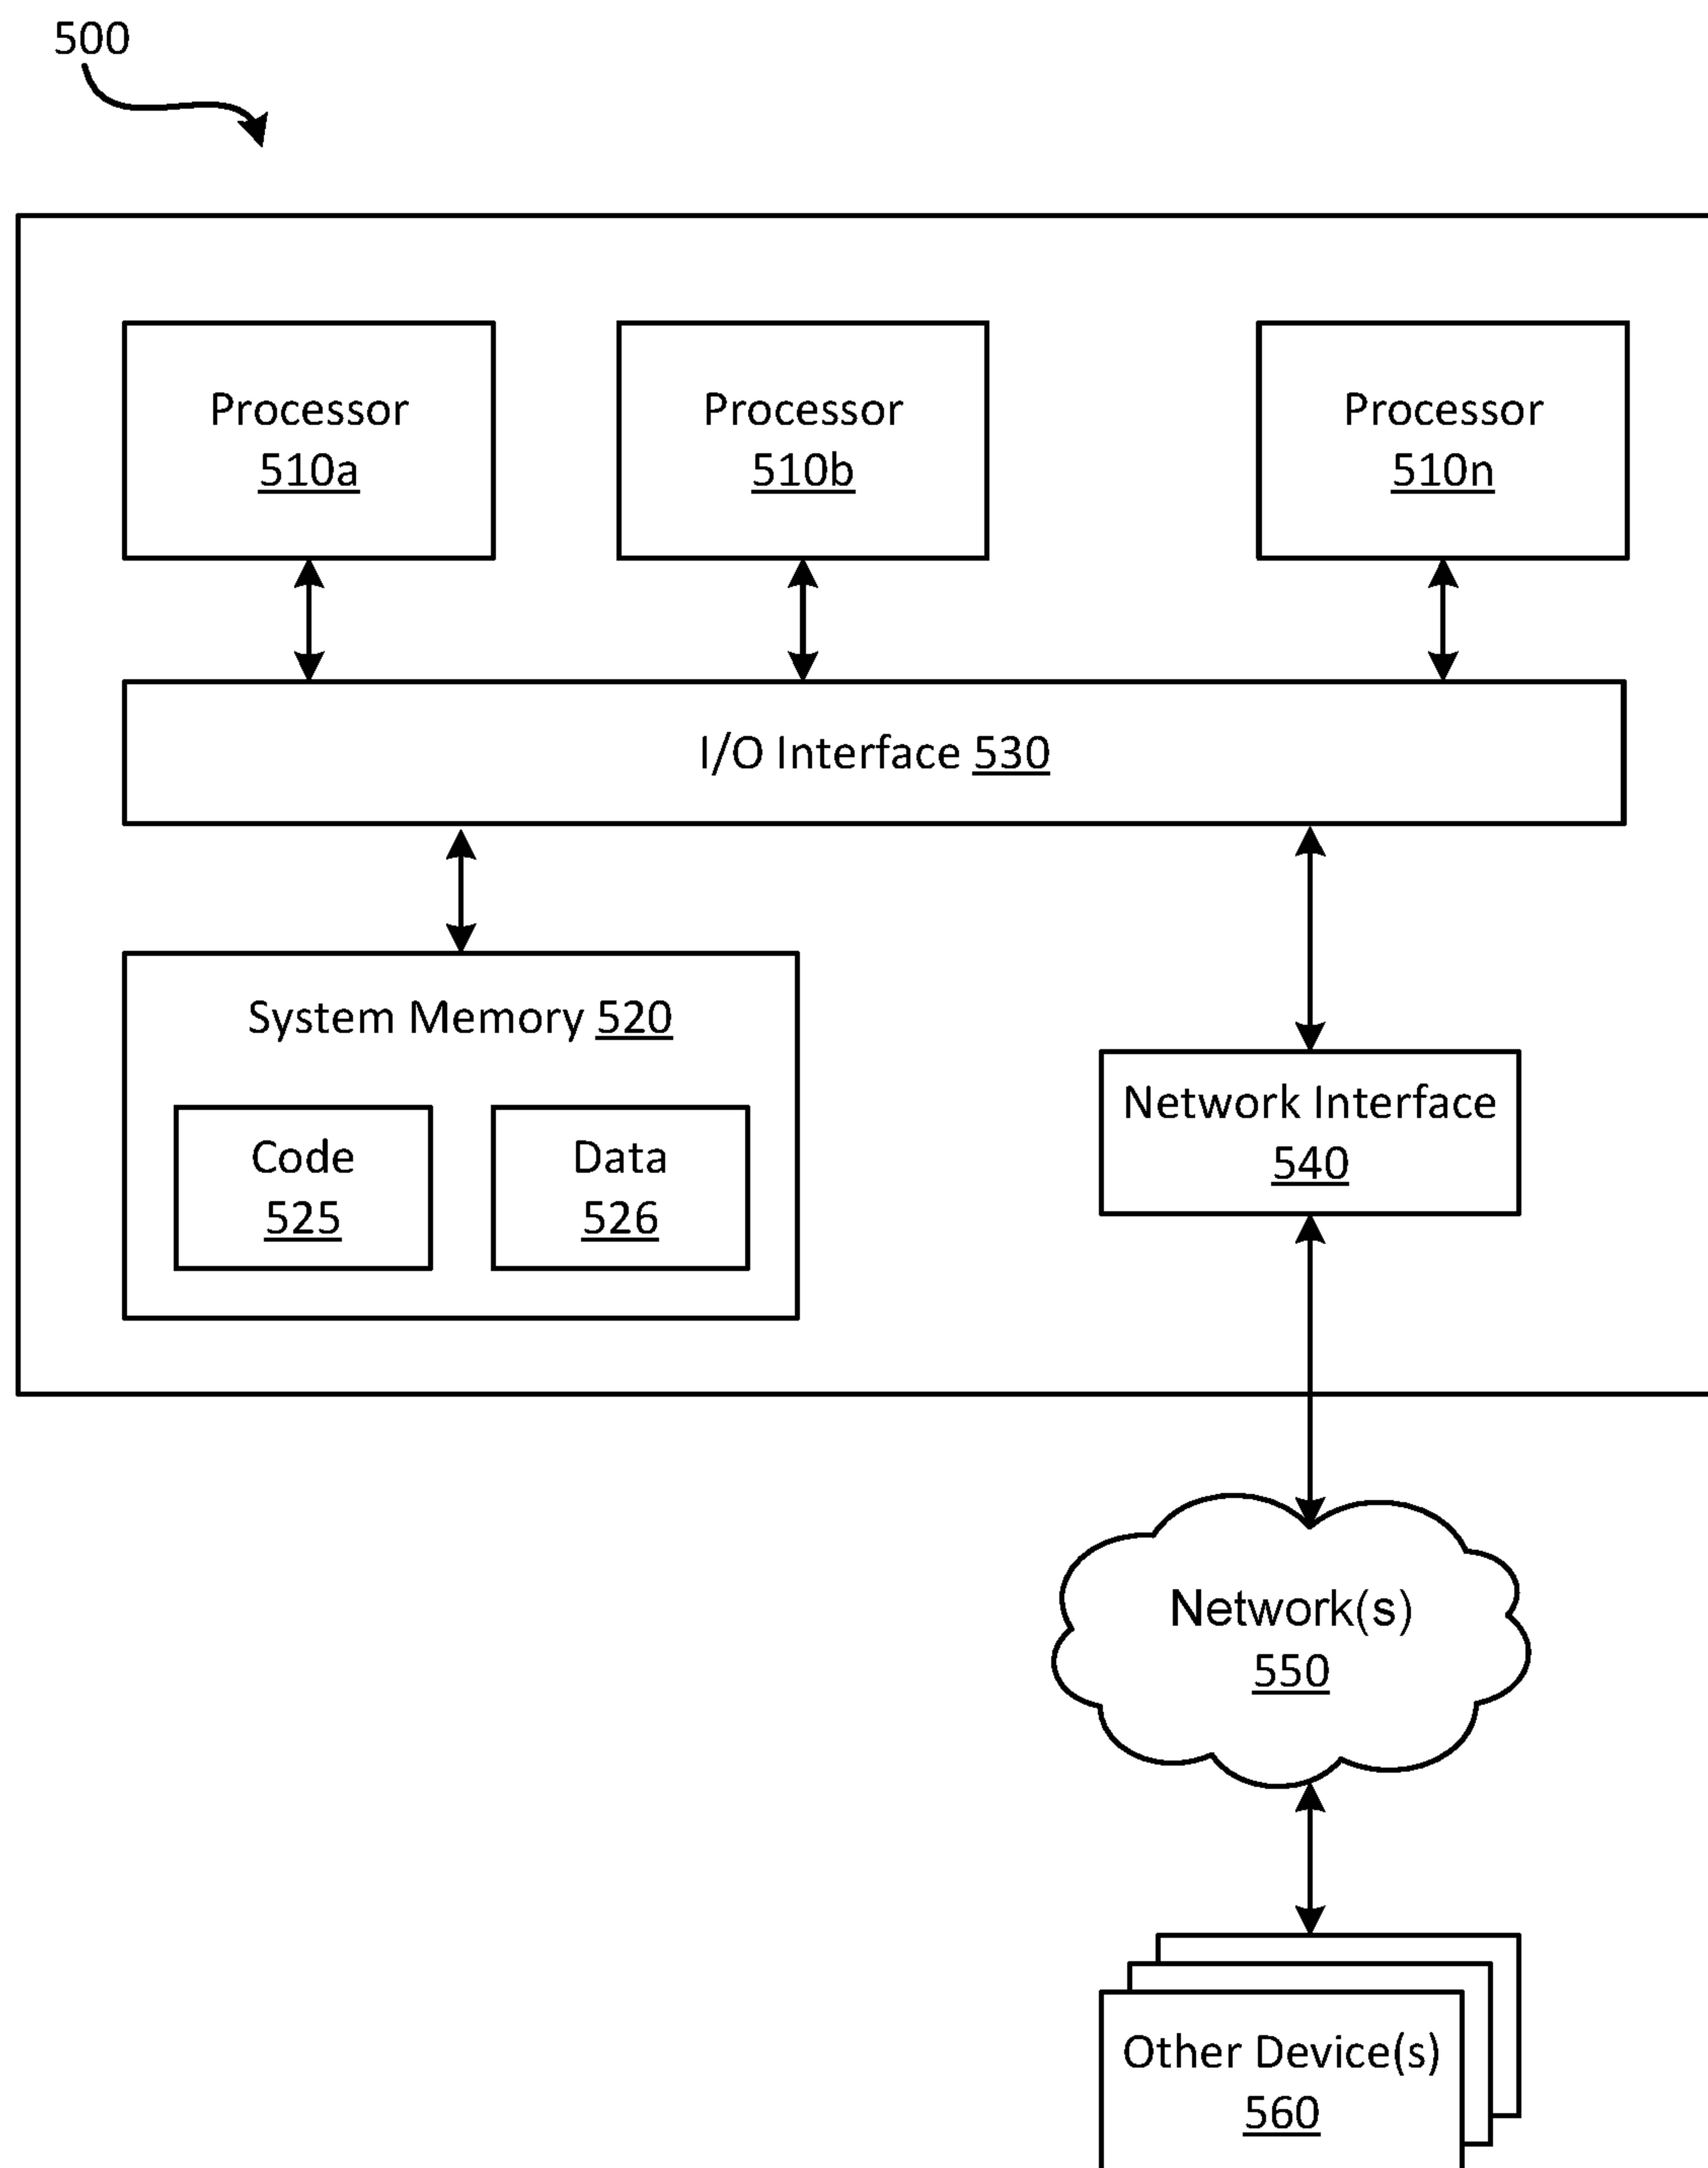 500
Processor
510a
Processor
510b
Processor
510n
I/O Interface 530
System Memory 520
Code
525
Data
526
Network Interface
540
Network(s)
550
Other Device(s)
560